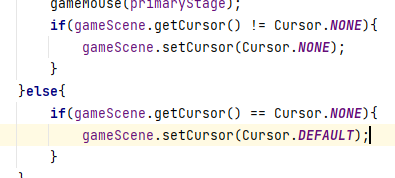 gameMouse(primaryStage);
if(gameScene.getCursor() != Cursor.NONE){
gameScene.setCursor(Cursor.NONE);
}
}else{
if(gameScene.getCursor() == Cursor.NONE){
gameScene.setCursor(Cursor.DEFAULT);
}
}